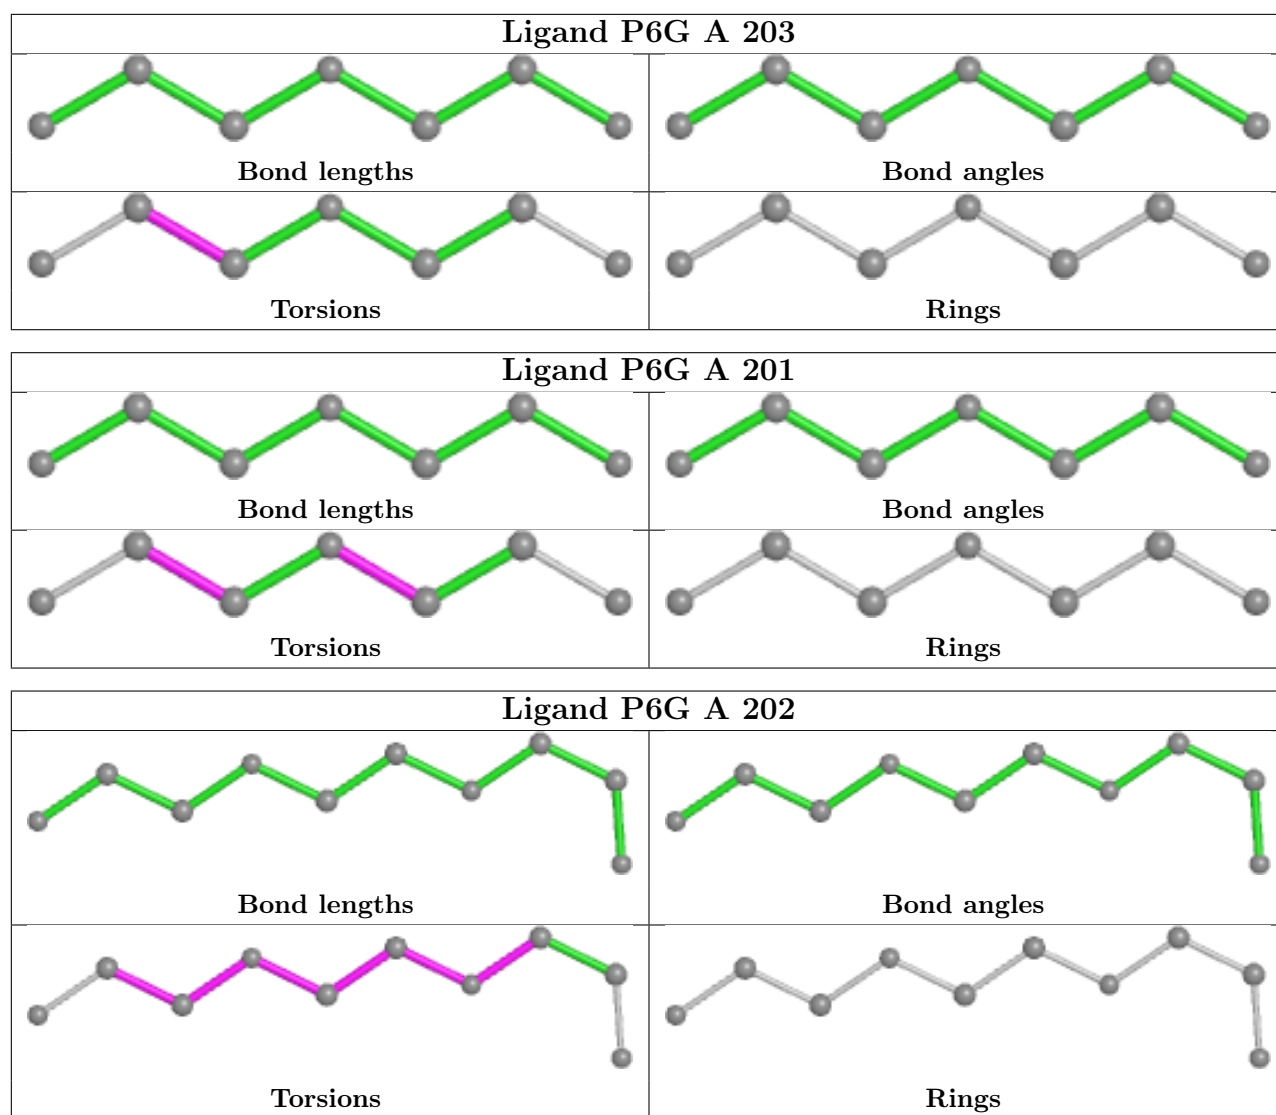 Ligand P6G A 203
Bond lengths Bond angles
Torsions Rings
Ligand P6G A 201
Bond lengths Bond angles
Torsions Rings
Ligand P6G A 202
Bond lengths Bond angles
Torsions Rings